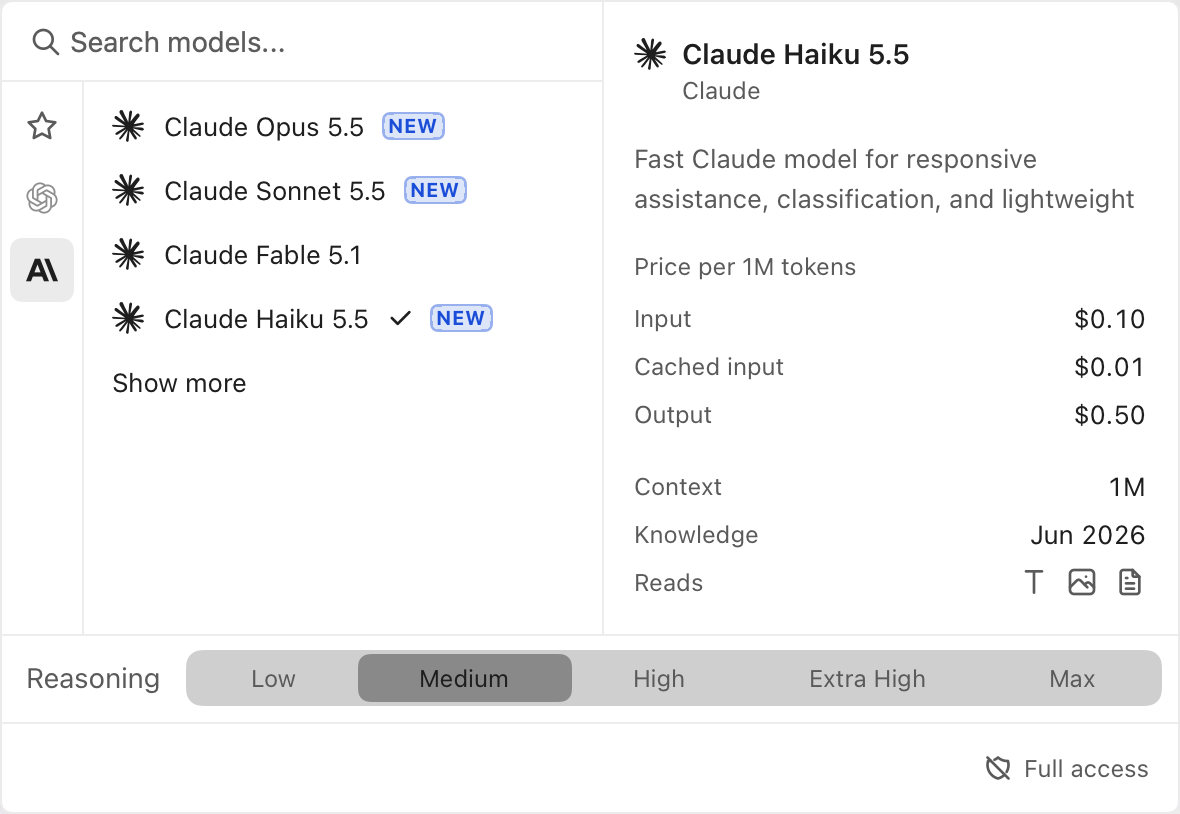 Search models...
Claude Opus 5.5 NEW
Claude Sonnet 5.5 NEW
Claude Fable 5.1
Claude Haiku 5.5 NEW
Show more
Claude Haiku 5.5
Claude
Fast Claude model for responsive
assistance, classification, and lightweight
Price per 1M tokens
Input $0.10
Cached input $0.01
Output $0.50
Context 1M
Knowledge Jun 2026
Reads
Reasoning Low Medium High Extra High Max
Full access